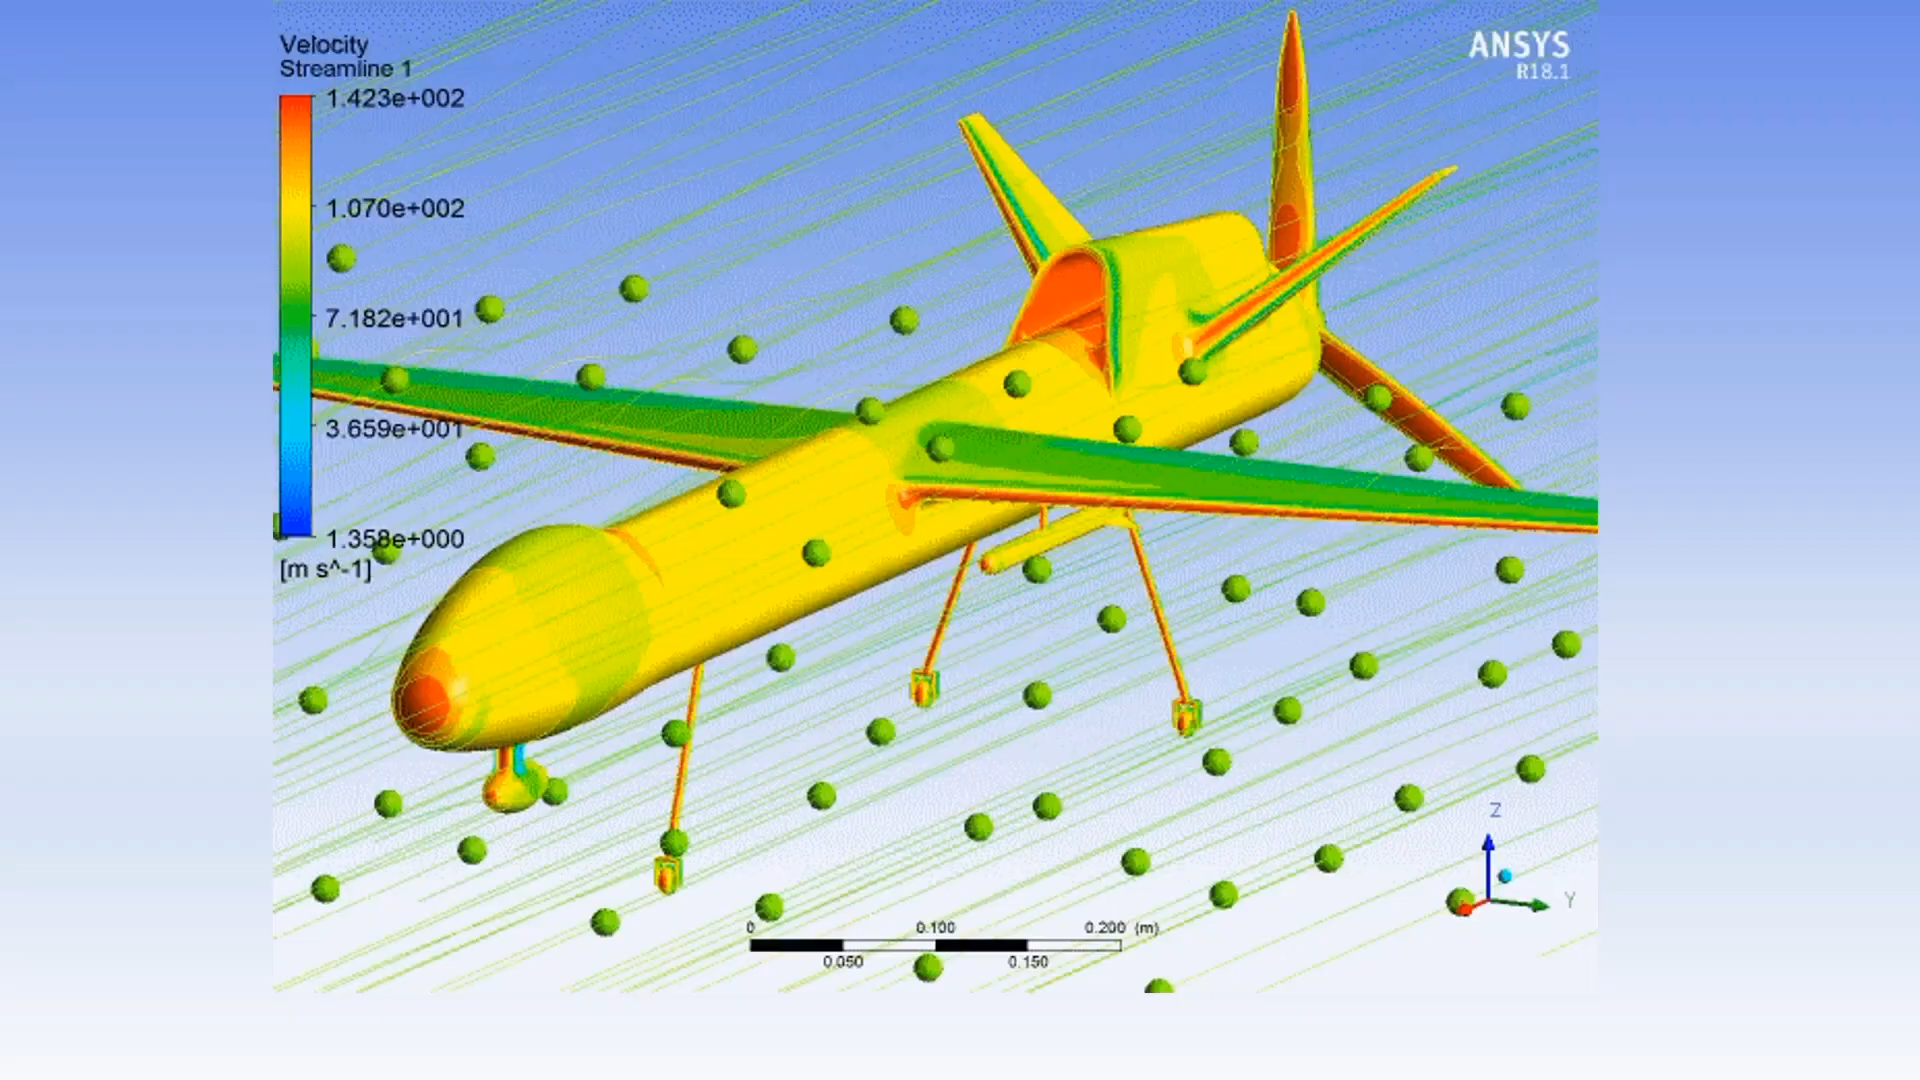 Velocity
Streamline 1
1.423e+002
1.070e+002
7.182e+001
3.659e+001
1.358e+000
[m s^-1]
ANSYS
R18.1
Z
Y
0 0.100 0.200 (m)
0.050 0.150